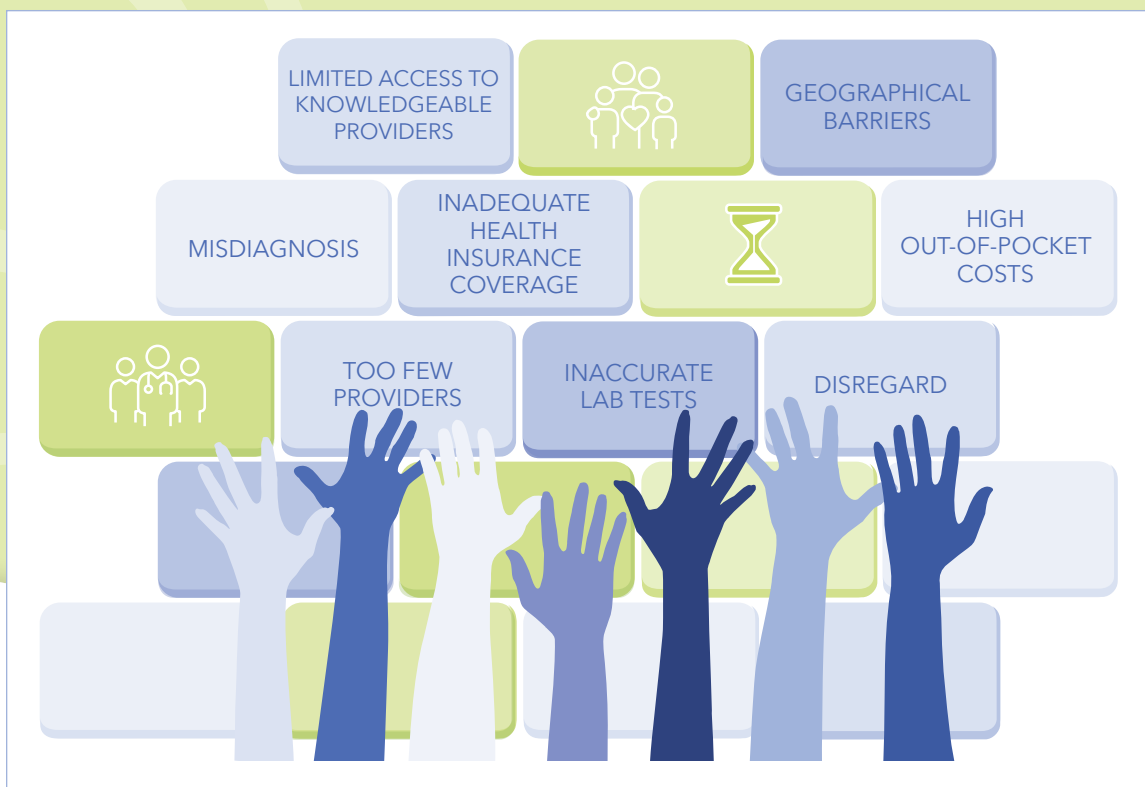 LIMITED ACCESS TO
KNOWLEDGEABLE
PROVIDERS
GEOGRAPHICAL
BARRIERS
MISDIAGNOSIS
INADEQUATE
HEALTH
INSURANCE
COVERAGE
HIGH
OUT-OF-POCKET
COSTS
TOO FEW
PROVIDERS
INACCURATE
LAB TESTS
DISREGARD